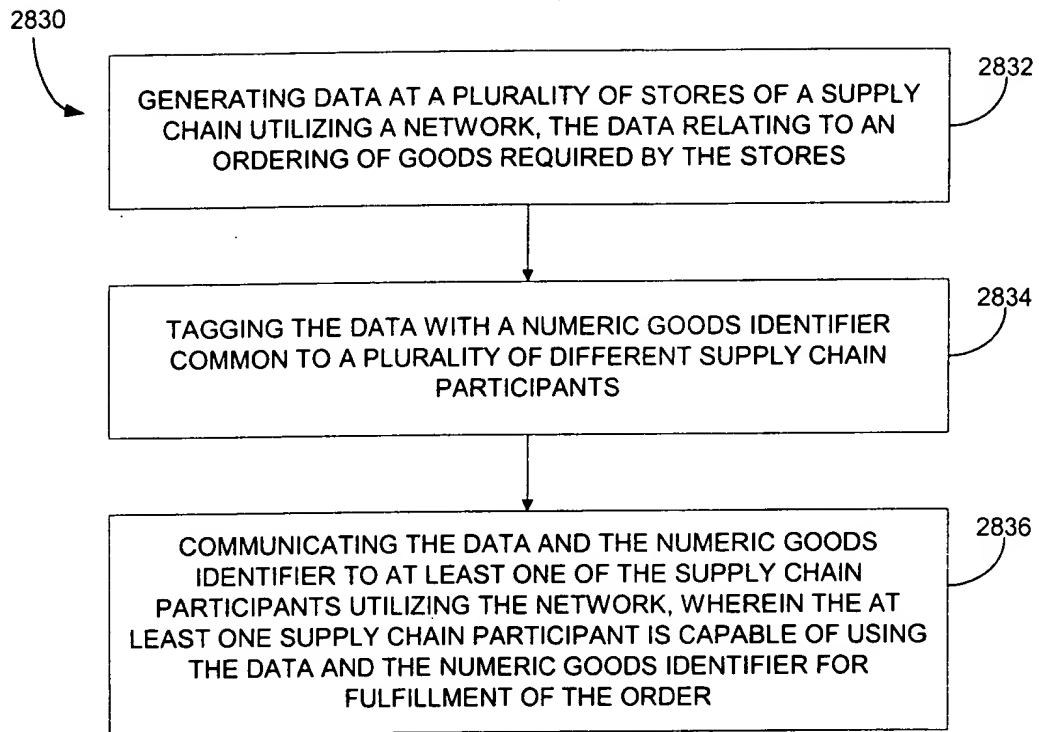 2830
2832
GENERATING DATA AT A PLURALITY OF STORES OF A SUPPLY
CHAIN UTILIZING A NETWORK, THE DATA RELATING TO AN
ORDERING OF GOODS REQUIRED BY THE STORES
2834
TAGGING THE DATA WITH A NUMERIC GOODS IDENTIFIER
COMMON TO A PLURALITY OF DIFFERENT SUPPLY CHAIN
PARTICIPANTS
2836
COMMUNICATING THE DATA AND THE NUMERIC GOODS
IDENTIFIER TO AT LEAST ONE OF THE SUPPLY CHAIN
PARTICIPANTS UTILIZING THE NETWORK, WHEREIN THE AT
LEAST ONE SUPPLY CHAIN PARTICIPANT IS CAPABLE OF USING
THE DATA AND THE NUMERIC GOODS IDENTIFIER FOR
FULFILLMENT OF THE ORDER